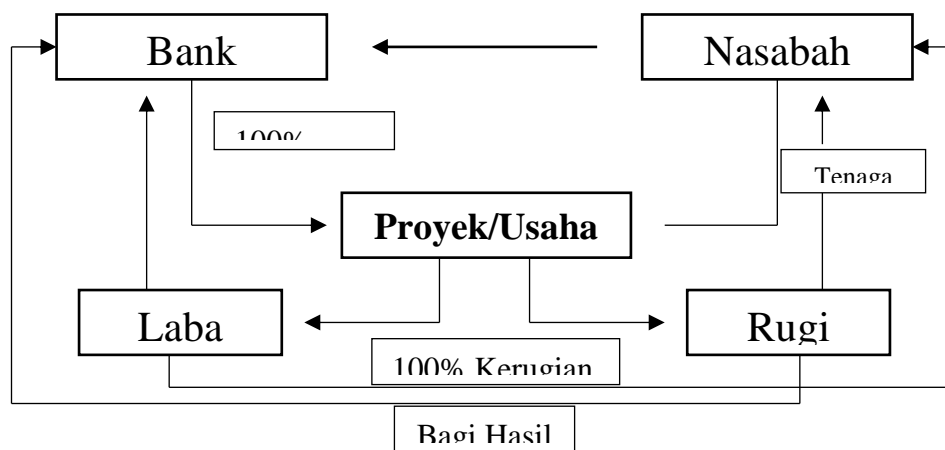 Bank
Nasabah
100%
Tenaga
Proyek/Usaha
Laba
Rugi
100% Kerugian
Bagi Hasil